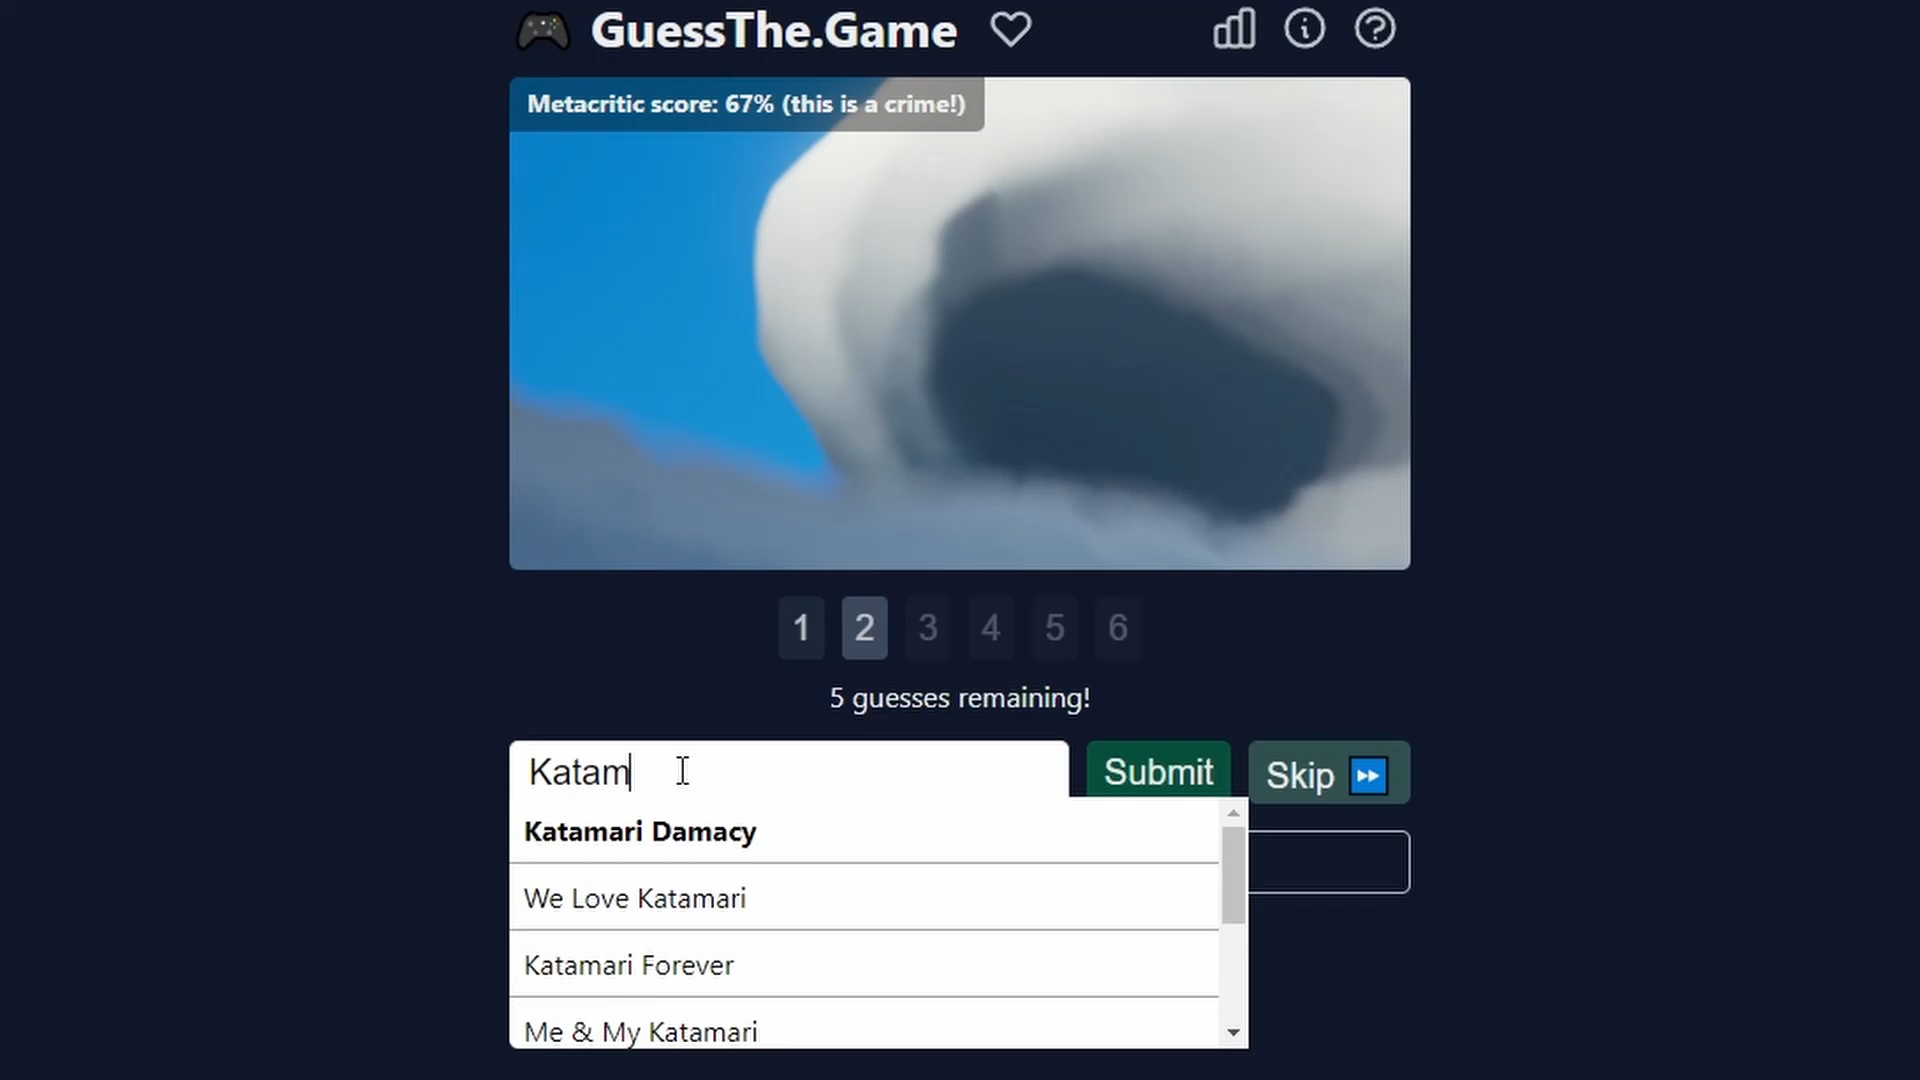 GuessThe.Game
Metacritic score: 67% (this is a crime!)
1 2 3 4 5 6
5 guesses remaining!
Katam
Submit
Skip
Katamari Damacy
We Love Katamari
Katamari Forever
Me & My Katamari